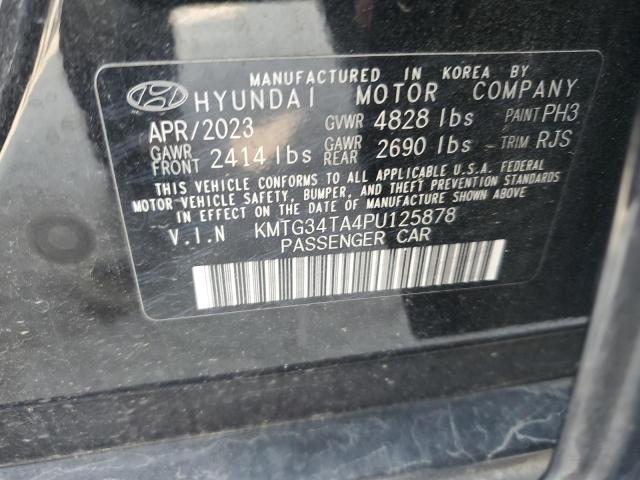 MANUFACTURED IN KOREA BY
HYUNDAI MOTOR COMPANY
APR/2023 GVWR 4828 lbs PAINT PH3
GAWR FRONT 2414 lbs GAWR REAR 2690 lbs TRIM RJS
THIS VEHICLE CONFORMS TO ALL APPLICABLE U.S.A. FEDERAL
MOTOR VEHICLE SAFETY, BUMPER, AND THEFT PREVENTION STANDARDS
IN EFFECT ON THE DATE OF MANUFACTURE SHOWN ABOVE.
V.I.N KMTG34TA4PU125878
PASSENGER CAR